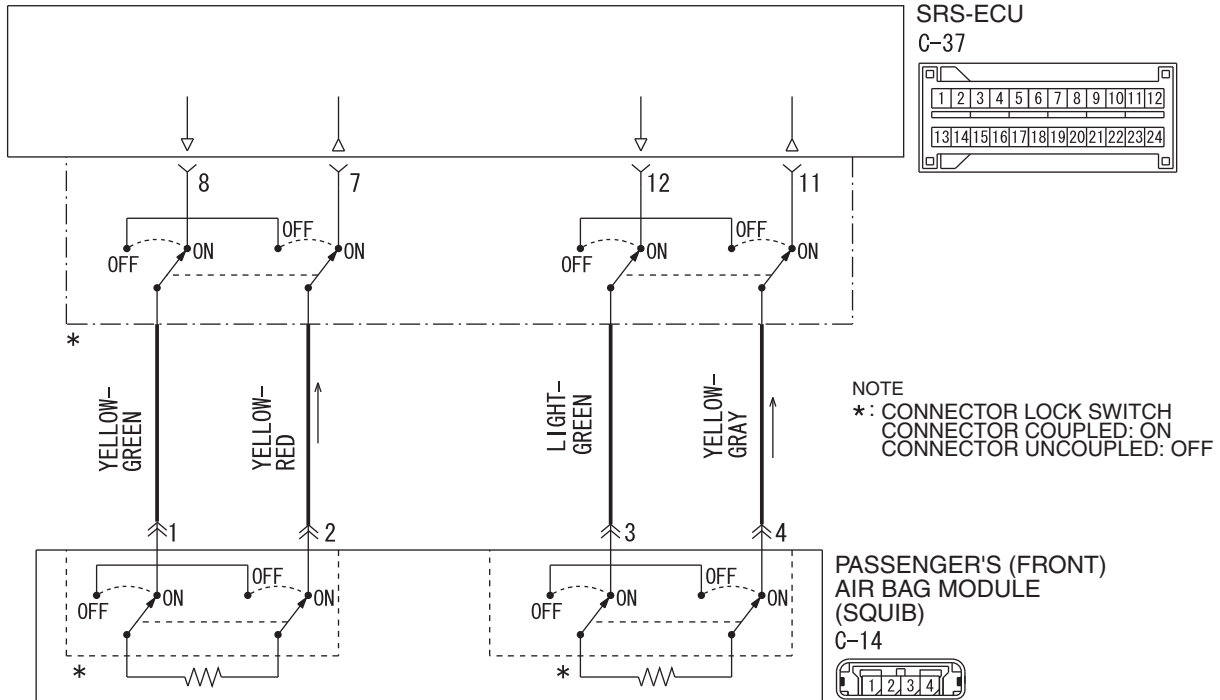 SRS-ECU
C-37
1 2 3 4 5 6 7 8 9 10 11 12
13 14 15 16 17 18 19 20 21 22 23 24
8 7 12 11
OFF ON OFF ON OFF ON OFF ON
*
YELLOW-
GREEN
YELLOW-
RED
LIGHT-
GREEN
YELLOW-
GRAY
NOTE
*: CONNECTOR LOCK SWITCH
CONNECTOR COUPLED: ON
CONNECTOR UNCOUPLED: OFF
1 2 3 4
OFF ON OFF ON OFF ON OFF ON
* *
PASSENGER'S (FRONT)
AIR BAG MODULE
(SQUIB)
C-14
1 2 3 4